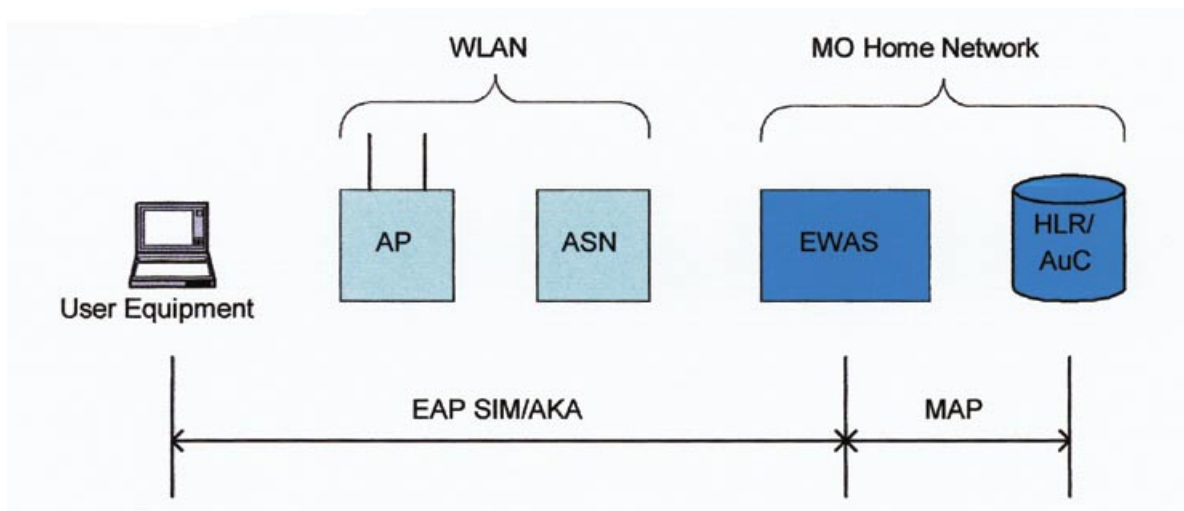 WLAN
MO Home Network
AP
ASN
EWAS
HLR/
AuC
User Equipment
EAP SIM/AKA
MAP